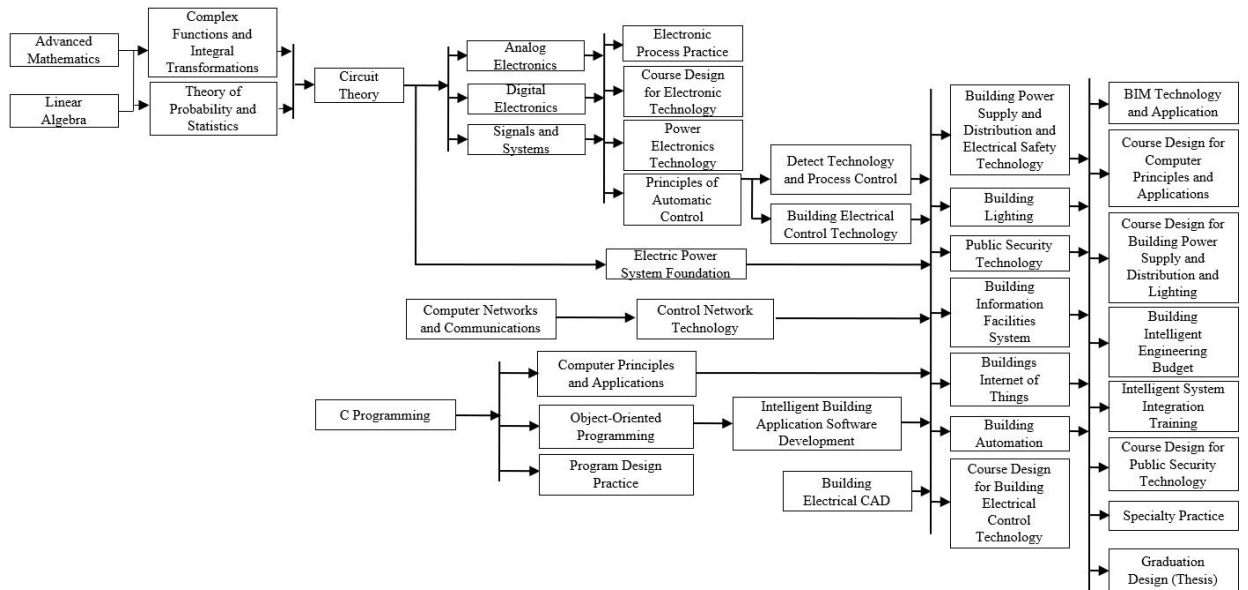 Advanced
Mathematics
Linear
Algebra
Complex
Functions and
Integral
Transformations
Theory of
Probability and
Statistics
Circuit
Theory
Analog
Electronics
Digital
Electronics
Signals and
Systems
Electronic
Process Practice
Course Design
for Electronic
Technology
Power
Electronics
Technology
Principles of
Automatic
Control
Detect Technology
and Process Control
Building Electrical
Control Technology
Electric Power
System Foundation
Computer Networks
and Communications
Control Network
Technology
C Programming
Computer Principles
and Applications
Object-Oriented
Programming
Program Design
Practice
Intelligent Building
Application Software
Development
Building
Electrical CAD
Building Power
Supply and
Distribution and
Electrical Safety
Technology
Building
Lighting
Public Security
Technology
Building
Information
Facilities
System
Buildings
Internet of
Things
Building
Automation
Course Design
for Building
Electrical
Control
Technology
BIM Technology
and Application
Course Design for
Computer
Principles and
Applications
Course Design for
Building Power
Supply and
Distribution and
Lighting
Building
Intelligent
Engineering
Budget
Intelligent System
Integration
Training
Course Design for
Public Security
Technology
Specialty Practice
Graduation
Design (Thesis)